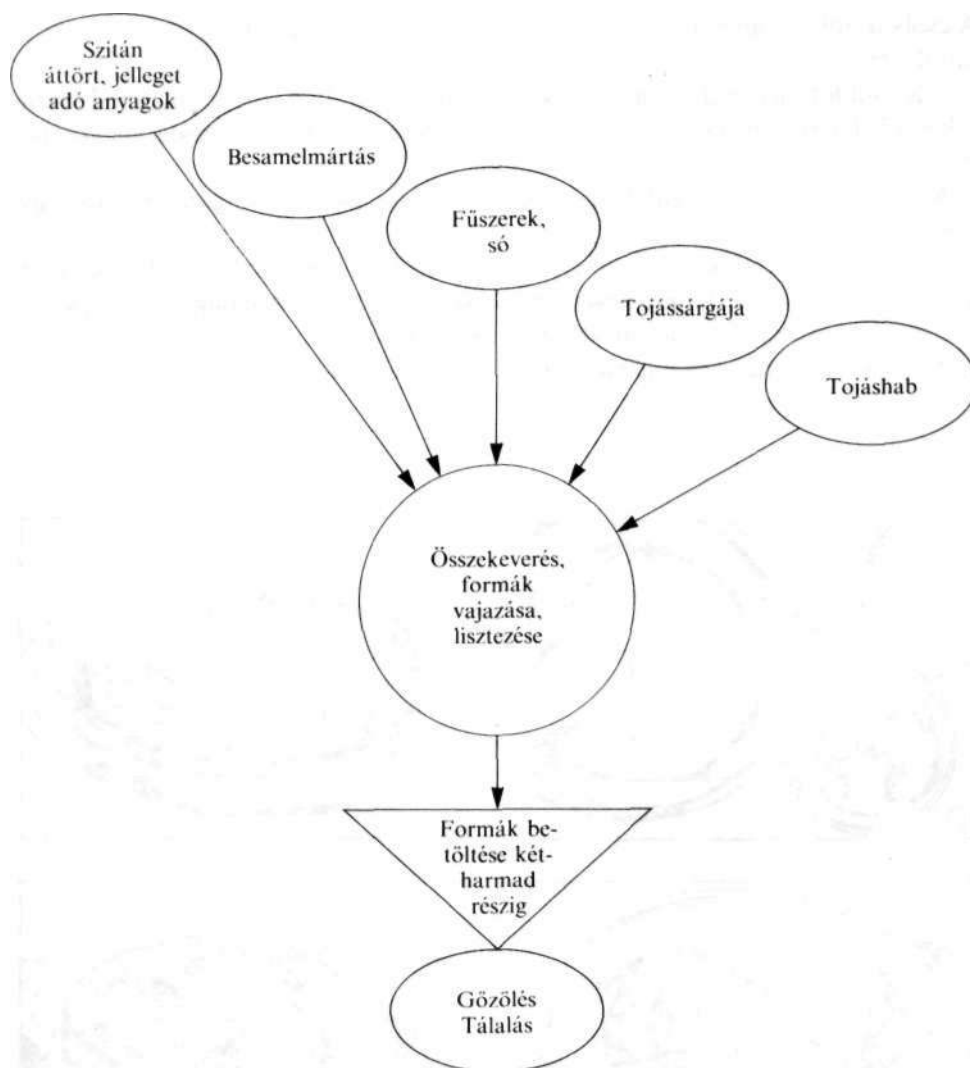 Szitán
áttört, jelleget
adó anyagok
Besamelmártás
Fűszerek,
só
Tojássárgája
Tojáshab
Összekeverés,
formák
vajazása,
lisztezése
Formák be-
töltése két-
harmad
részig
Gőzölés
Tálalás